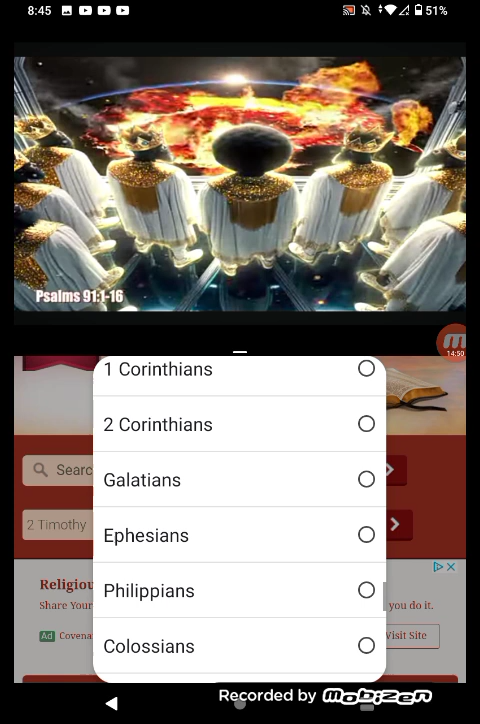 8:45
51%
Psalms 91:1-16
14:50
1 Corinthians
2 Corinthians
Galatians
Searc
Ephesians
2 Timothy
Philippians
Religiou
Share Your
you do it.
Ad
Covena
Visit Site
Colossians
Recorded by Mobizen